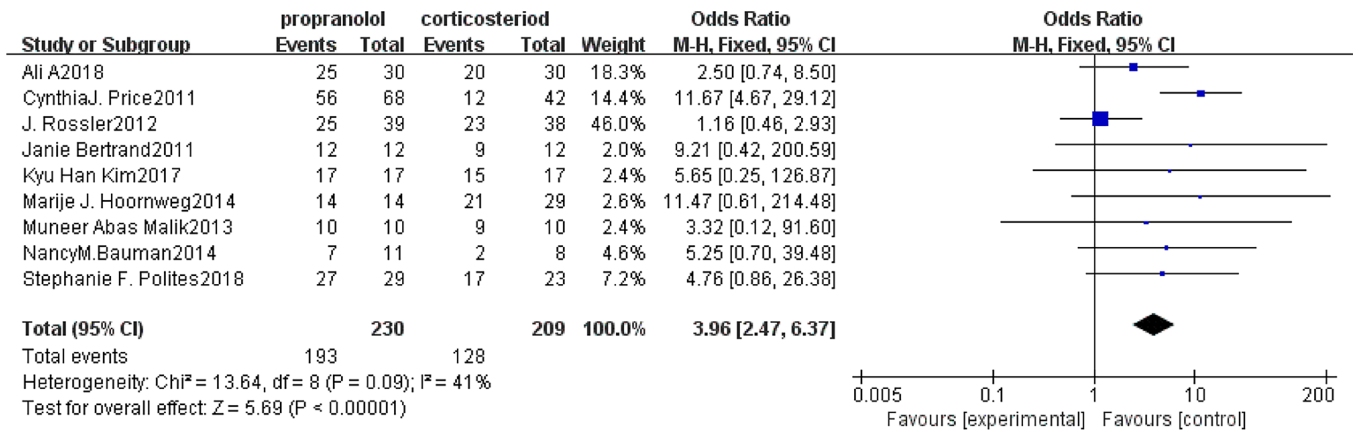 propranolol corticosteriod Odds Ratio Odds Ratio
Study or Subgroup Events Total Events Total Weight M-H, Fixed, 95% CI M-H, Fixed, 95% CI
Ali A2018 25 30 20 30 18.3% 2.50 [0.74, 8.50]
CynthiaJ. Price2011 56 68 12 42 14.4% 11.67 [4.67, 29.12]
J. Rossler2012 25 39 23 38 46.0% 1.16 [0.46, 2.93]
Janie Bertrand2011 12 12 9 12 2.0% 9.21 [0.42, 200.59]
Kyu Han Kim2017 17 17 15 17 2.4% 5.65 [0.25, 126.87]
Marije J. Hoornweg2014 14 14 21 29 2.6% 11.47 [0.61, 214.48]
Muneer Abas Malik2013 10 10 9 10 2.4% 3.32 [0.12, 91.60]
NancyM.Bauman2014 7 11 2 8 4.6% 5.25 [0.70, 39.48]
Stephanie F. Polites2018 27 29 17 23 7.2% 4.76 [0.86, 26.38]
Total (95% CI) 230 209 100.0% 3.96 [2.47, 6.37]
Total events 193 128
Heterogeneity: Chi² = 13.64, df = 8 (P = 0.09); I² = 41%
Test for overall effect: Z = 5.69 (P < 0.00001)
0.005 0.1 1 10 200
Favours [experimental] Favours [control]